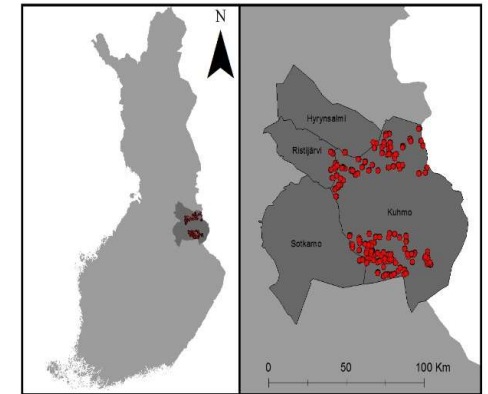 N
Hyrynsalmi
Ristijärvi
Kuhmo
Sotkamo
0 50 100 Km